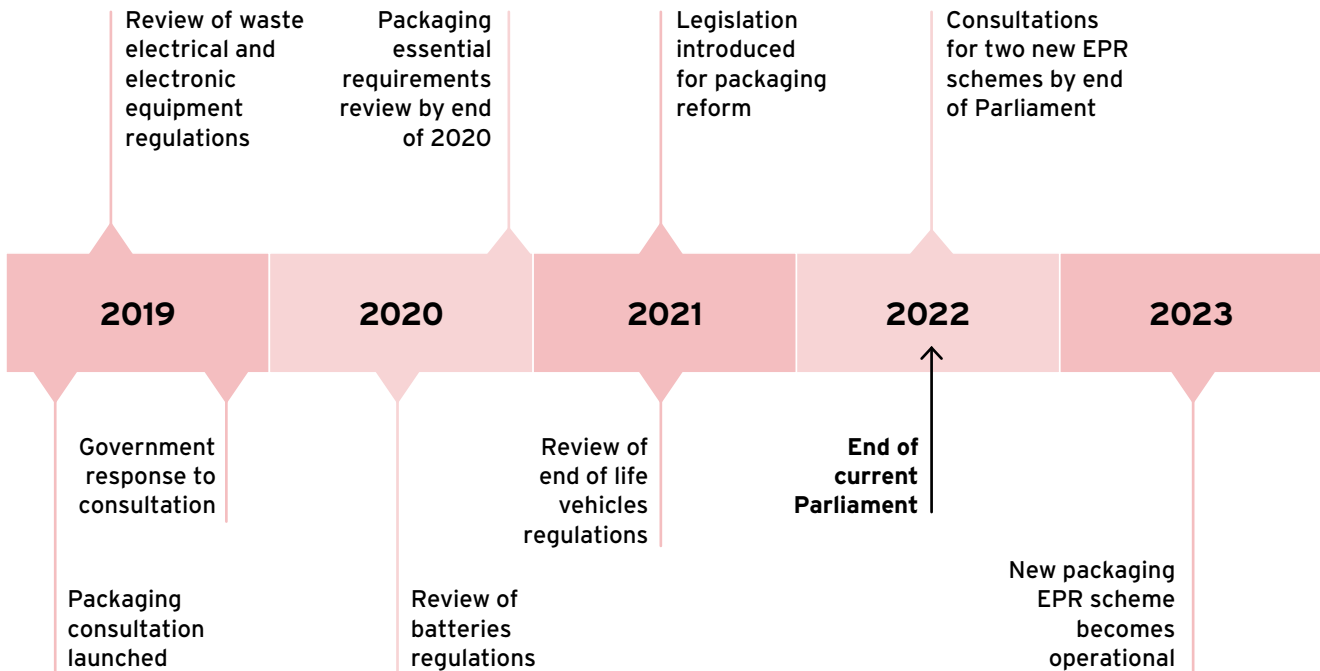 Review of waste
electrical and
electronic
equipment
regulations
Packaging
essential
requirements
review by end
of 2020
Legislation
introduced
for packaging
reform
Consultations
for two new EPR
schemes by end
of Parliament
2019
2020
2021
2022
2023
Government
response to
consultation
Review of
end of life
vehicles
regulations
End of
current
Parliament
Packaging
consultation
launched
Review of
batteries
regulations
New packaging
EPR scheme
becomes
operational